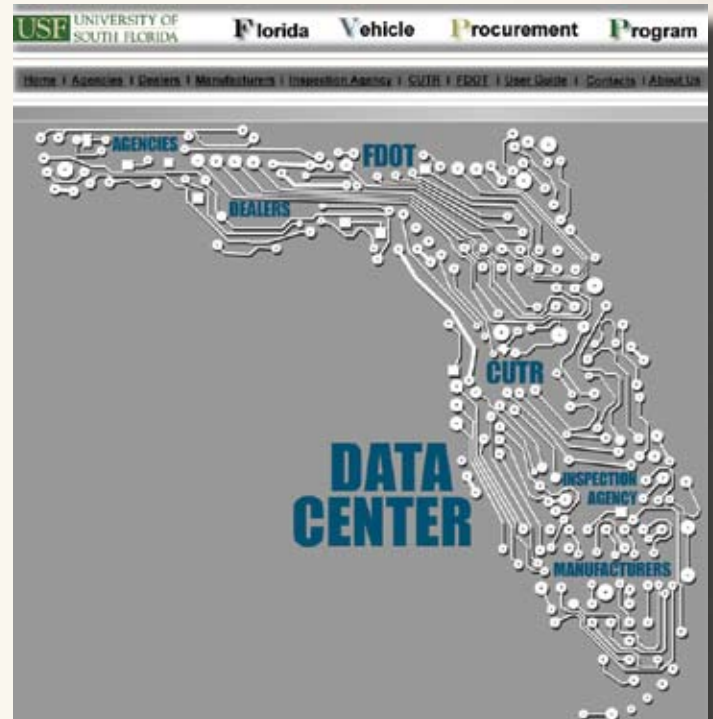 USF UNIVERSITY OF
SOUTH FLORIDA
Florida Vehicle Procurement Program
Home | Agencies | Dealers | Manufacturers | Inspection Agency | CUTR | FDOT | User Guide | Contacts | About Us
AGENCIES
FDOT
DEALERS
CUTR
DATA
CENTER
INSPECTION
AGENCY
MANUFACTURERS